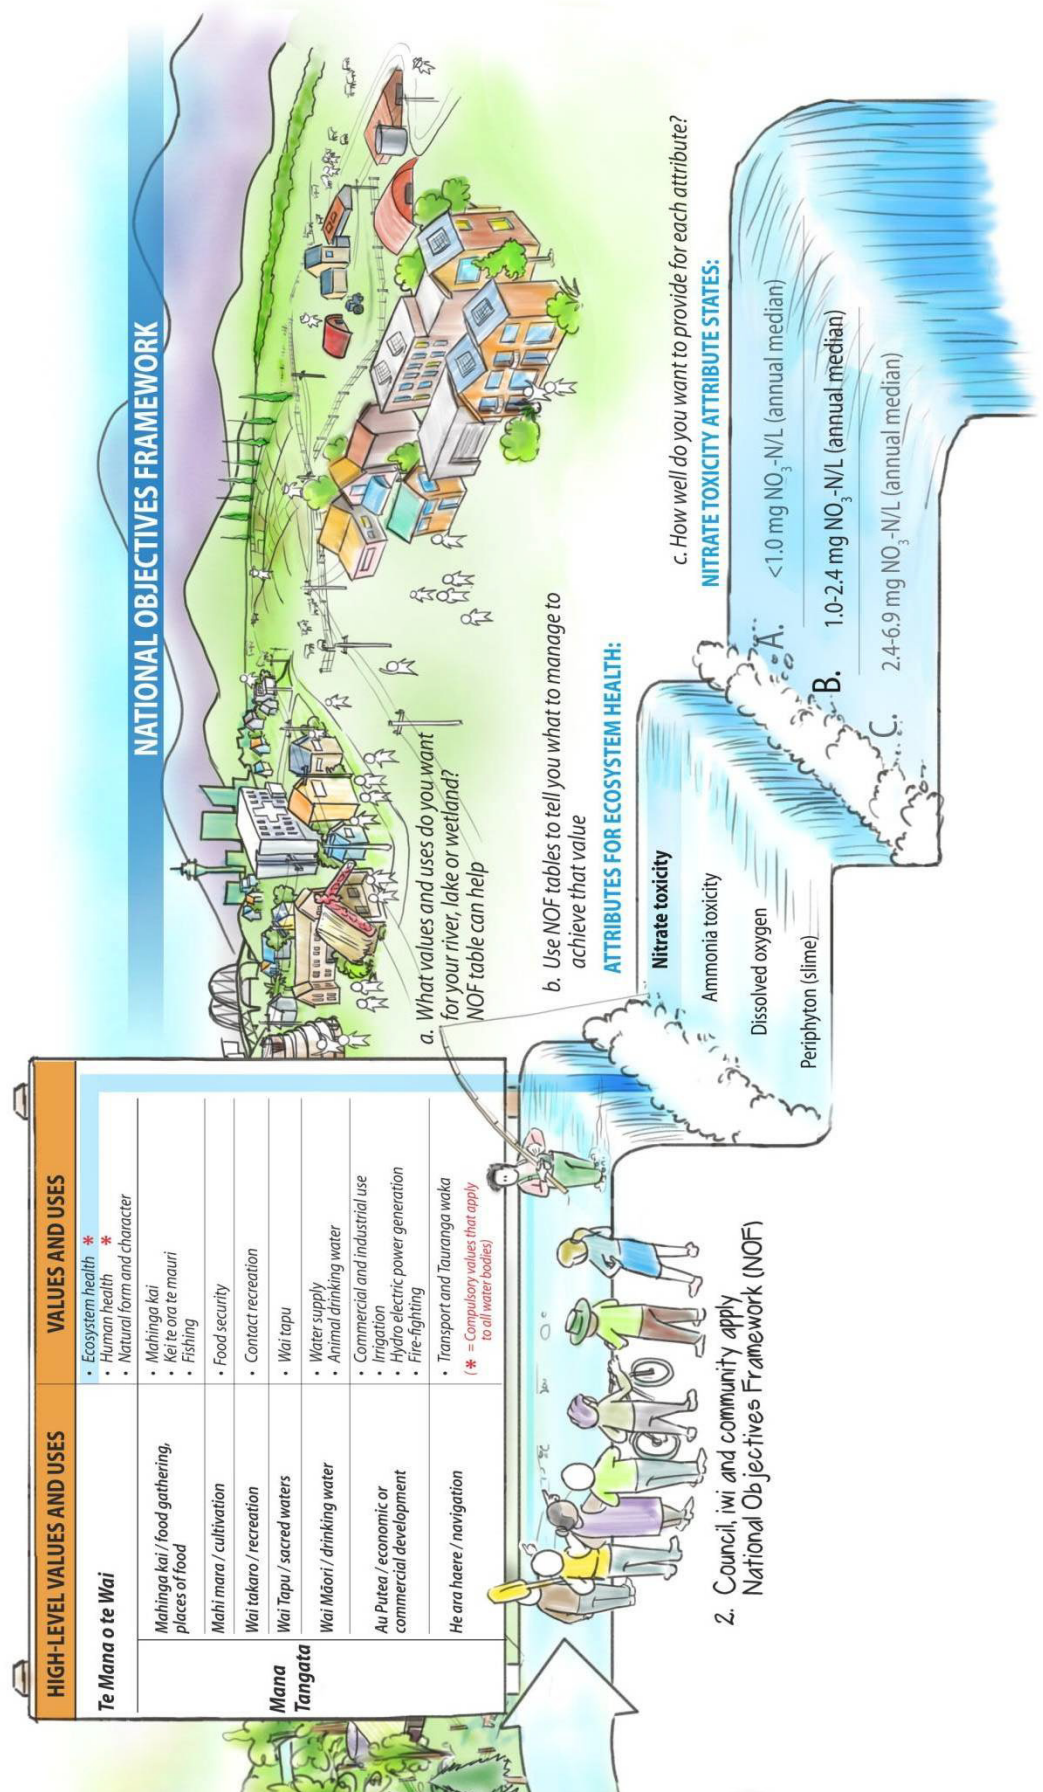 NATIONAL OBJECTIVES FRAMEWORK
HIGH-LEVEL VALUES AND USES
VALUES AND USES
Te Mana o te Wai
• Ecosystem health *
• Human health *
• Natural form and character
Mana
Tangata
Mahinga kai / food gathering,
places of food
• Mahinga kai
• Kei te ora te mauri
• Fishing
Mahi mara / cultivation
• Food security
Wai takaro / recreation
• Contact recreation
Wai Tapu / sacred waters
• Wai tapu
Wai Māori / drinking water
• Water supply
• Animal drinking water
Au Putea / economic or
commercial development
• Commercial and industrial use
• Irrigation
• Hydro electric power generation
• Fire-fighting
He ara haere / navigation
• Transport and Tauranga waka
(* = Compulsory values that apply
to all water bodies)
a. What values and uses do you want
for your river, lake or wetland?
NOF table can help
b. Use NOF tables to tell you what to manage to
achieve that value
ATTRIBUTES FOR ECOSYSTEM HEALTH:
Nitrate toxicity
Ammonia toxicity
Dissolved oxygen
Periphyton (slime)
c. How well do you want to provide for each attribute?
NITRATE TOXICITY ATTRIBUTE STATES:
A. <1.0 mg NO₃-N/L (annual median)
B. 1.0-2.4 mg NO₃-N/L (annual median)
C. 2.4-6.9 mg NO₃-N/L (annual median)
2. Council, iwi and community apply
National Objectives Framework (NOF)